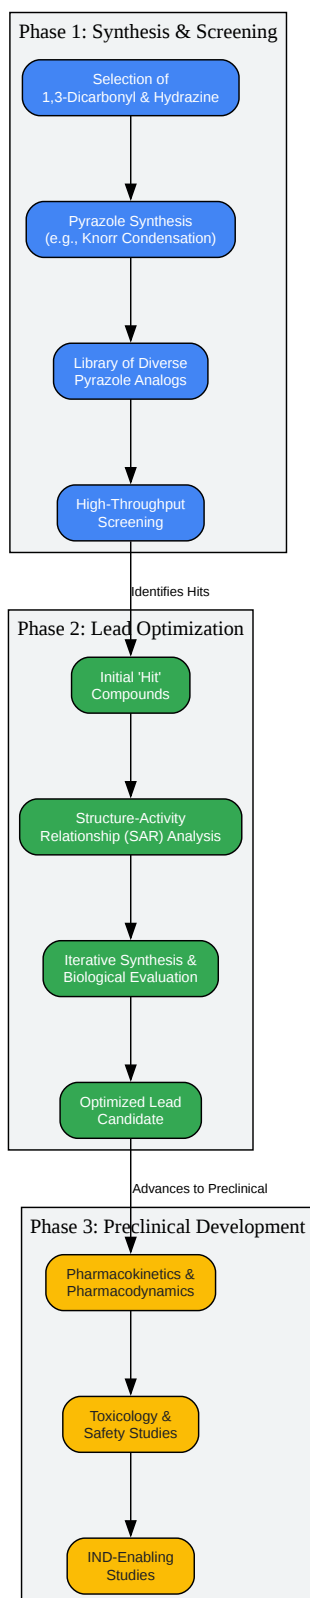 Phase 1: Synthesis & Screening
Selection of
1,3-Dicarbonyl & Hydrazine
Pyrazole Synthesis
(e.g., Knorr Condensation)
Library of Diverse
Pyrazole Analogs
High-Throughput
Screening
Identifies Hits
Phase 2: Lead Optimization
Initial 'Hit'
Compounds
Structure-Activity
Relationship (SAR) Analysis
Iterative Synthesis &
Biological Evaluation
Optimized Lead
Candidate
Advances to Preclinical
Phase 3: Preclinical Development
Pharmacokinetics &
Pharmacodynamics
Toxicology &
Safety Studies
IND-Enabling
Studies